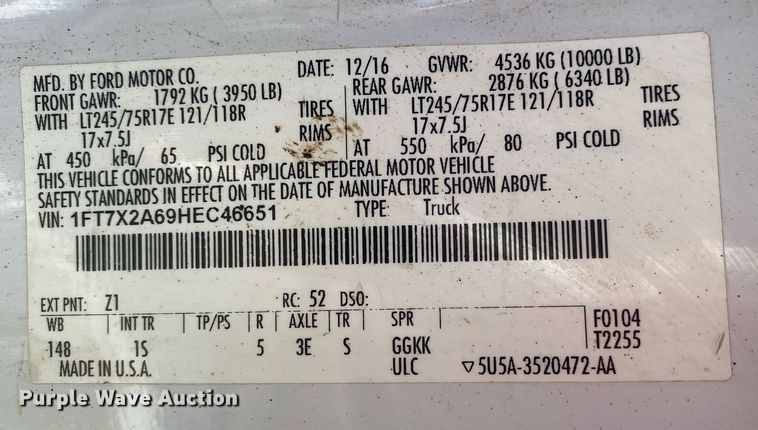 MFD. BY FORD MOTOR CO. DATE: 12/16 GVWR: 4536 KG (10000 LB)
FRONT GAWR: 1792 KG ( 3950 LB) REAR GAWR: 2876 KG ( 6340 LB)
WITH LT245/75R17E 121/118R TIRES WITH LT245/75R17E 121/118R TIRES
17x7.5J RIMS 17x7.5J RIMS
AT 450 kPa/ 65 PSI COLD AT 550 kPa/ 80 PSI COLD
THIS VEHICLE CONFORMS TO ALL APPLICABLE FEDERAL MOTOR VEHICLE
SAFETY STANDARDS IN EFFECT ON THE DATE OF MANUFACTURE SHOWN ABOVE.
VIN: 1FT7X2A69HEC46651 TYPE: Truck
EXT PNT: Z1 RC: 52 DSO:
WB INT TR TP/PS R AXLE TR SPR F0104
148 1S 5 3E S GGKK T2255
MADE IN U.S.A. ULC ▽5U5A-3520472-AA
Purple Wave Auction